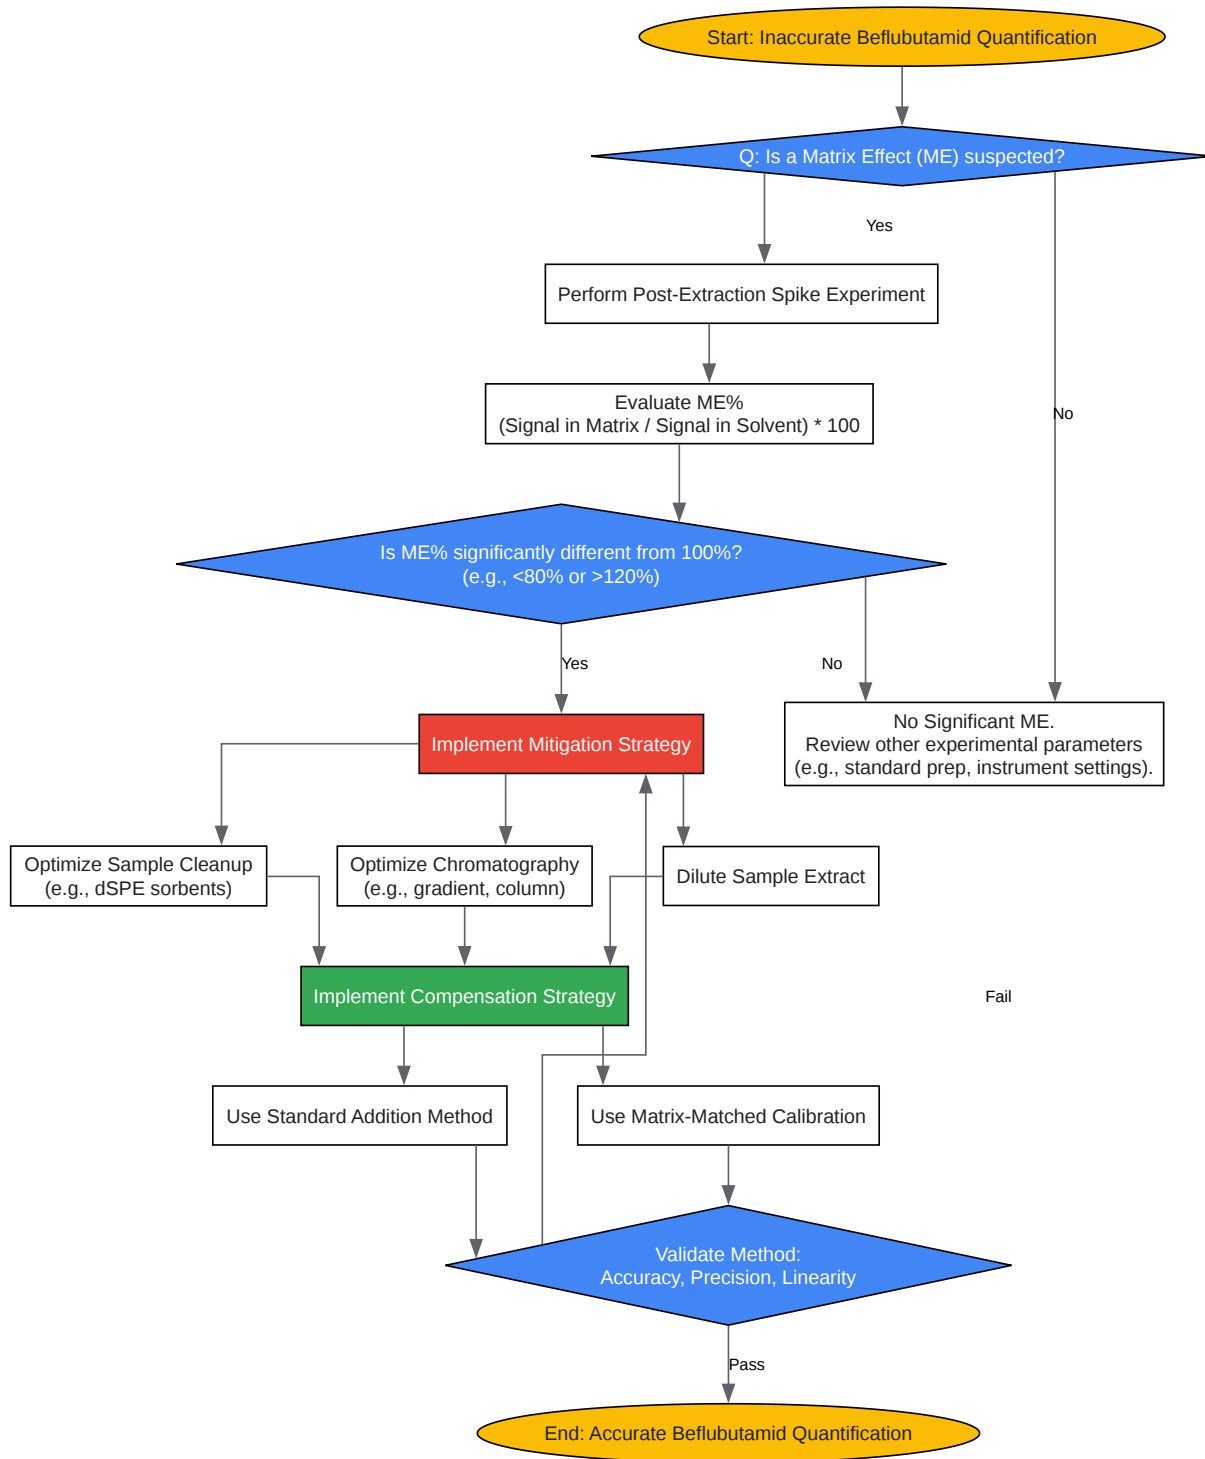 Start: Inaccurate Beflubutamid Quantification
Q: Is a Matrix Effect (ME) suspected?
Yes
Perform Post-Extraction Spike Experiment
Evaluate ME%
(Signal in Matrix / Signal in Solvent) * 100
No
Is ME% significantly different from 100%?
(e.g., <80% or >120%)
Yes
No
No Significant ME.
Review other experimental parameters
(e.g., standard prep, instrument settings).
Implement Mitigation Strategy
Optimize Sample Cleanup
(e.g., dSPE sorbents)
Optimize Chromatography
(e.g., gradient, column)
Dilute Sample Extract
Implement Compensation Strategy
Fail
Use Standard Addition Method
Use Matrix-Matched Calibration
Validate Method:
Accuracy, Precision, Linearity
Pass
End: Accurate Beflubutamid Quantification